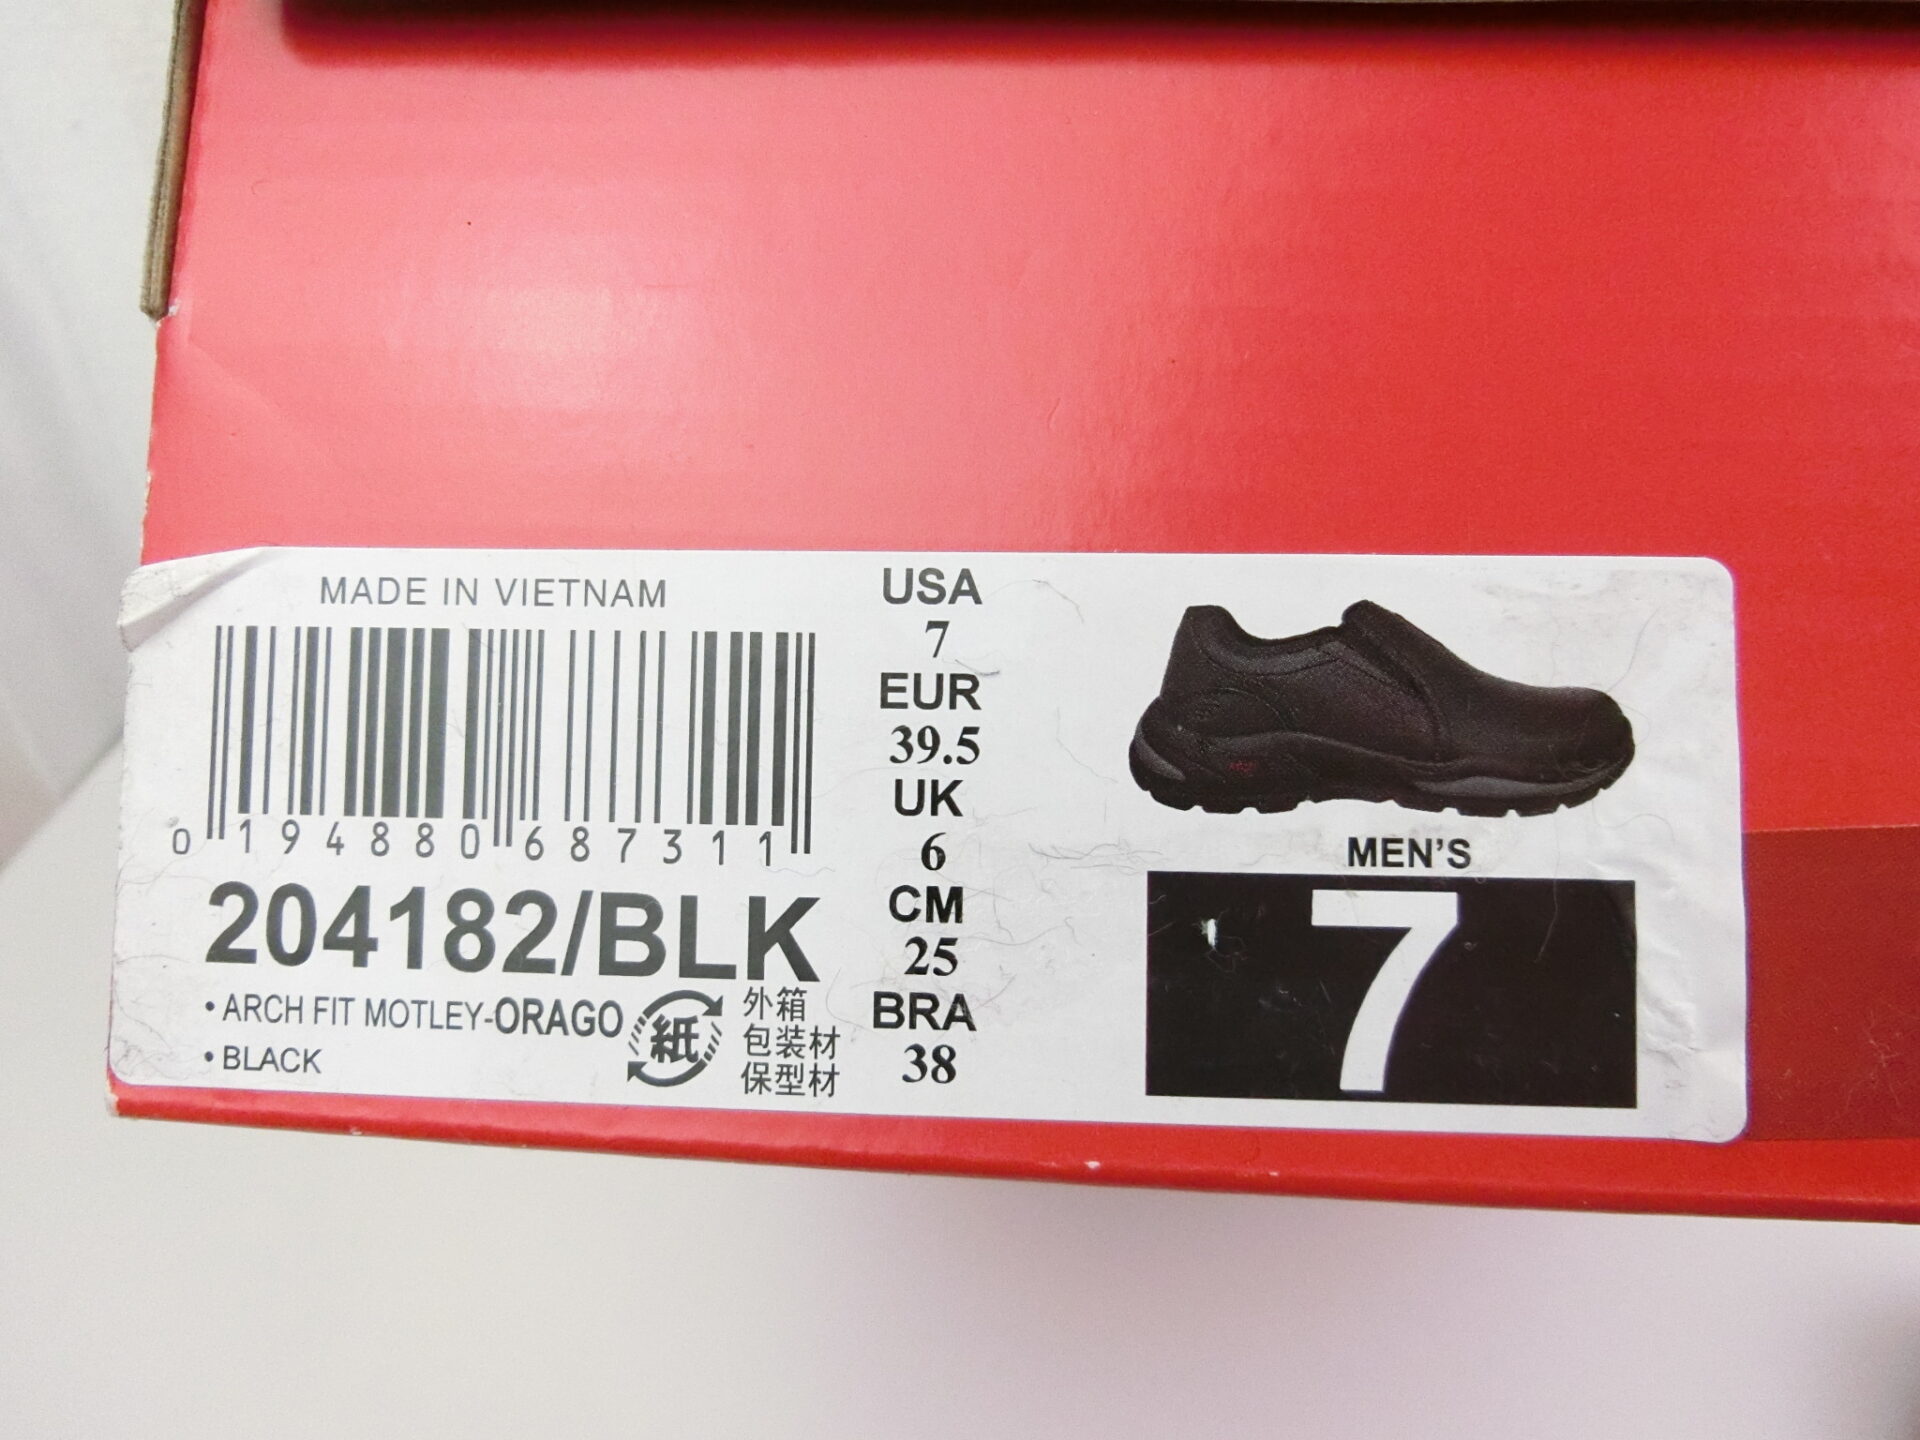 MADE IN VIETNAM
0 194880 687311 1
204182/BLK
• ARCH FIT MOTLEY-ORAGO
• BLACK
紙
外箱
包装材
保型材
USA
7
EUR
39.5
UK
6
CM
25
BRA
38
MEN'S
7